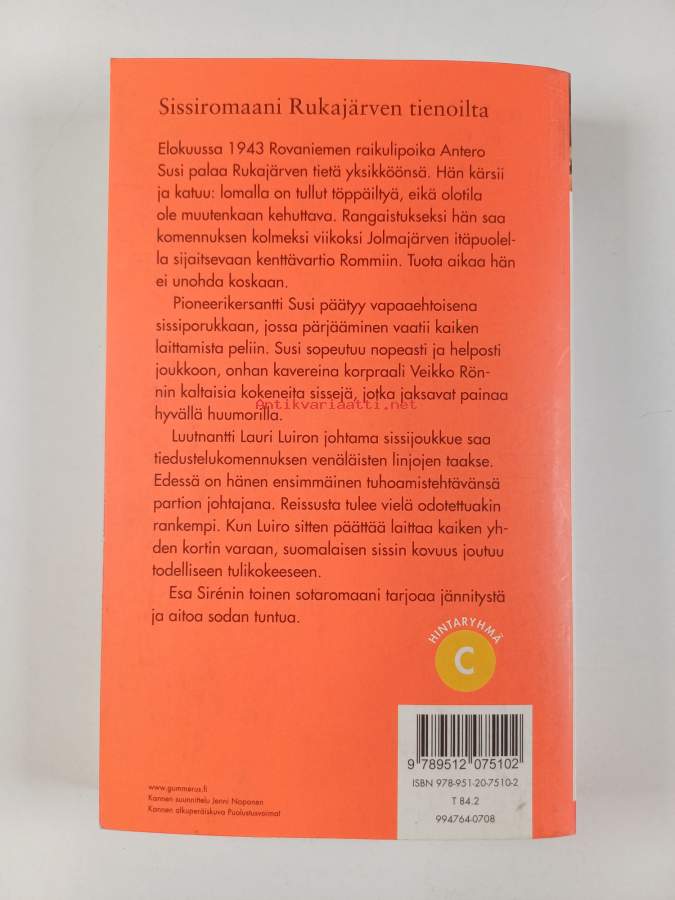 Sissiromaani Rukajärven tienoilta
Elokuussa 1943 Rovaniemen raikulipoika Antero
Susi palaa Rukajärven tietä yksikköönsä. Hän kärsii
ja katuu: lomalla on tullut töppäiltyä, eikä olotila
ole muutenkaan kehuttava. Rangaistukseksi hän saa
komennuksen kolmeksi viikoksi Jolmajärven itäpuolel-
la sijaitsevaan kenttävartio Rommiin. Tuota aikaa hän
ei unohda koskaan.
Pioneerikersantti Susi päätyy vapaaehtoisena
sissiporukkaan, jossa pärjääminen vaatii kaiken
laittamista peliin. Susi sopeutuu nopeasti ja helposti
joukkoon, onhan kavereina korpraali Veikko Rön-
nin kaltaisia kokeneita sissejä, jotka jaksavat painaa
Antikvariaatti.net
hyvällä huumorilla.
Luutnantti Lauri Luiron johtama sissijoukkue saa
tiedustelukomennuksen venäläisten linjojen taakse.
Edessä on hänen ensimmäinen tuhoamistehtävänsä
partion johtajana. Reissusta tulee vielä odotettuakin
rankempi. Kun Luiro sitten päättää laittaa kaiken yh-
den kortin varaan, suomalaisen sissin kovuus joutuu
todelliseen tulikokeeseen.
Esa Sirénin toinen sotaromaani tarjoaa jännitystä
ja aitoa sodan tuntua.
HINTARYHMÄ
C
9 789512 075102
ISBN 978-951-20-7510-2
T 84.2
994764-0708
www.gummerus.fi
Kannen suunnittelu Jenni Noponen
Kannen alkuperäiskuva Puolustusvoimat